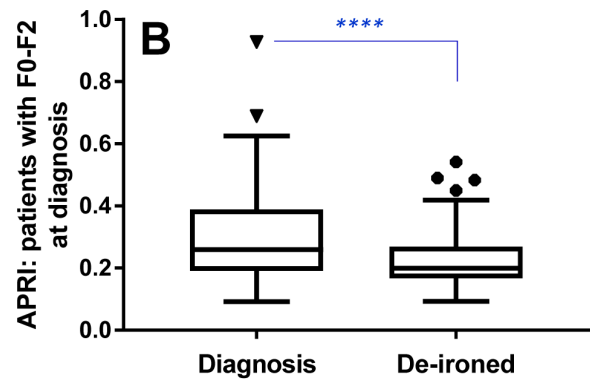 B
****
APRI: patients with F0-F2
at diagnosis
1.0
0.8
0.6
0.4
0.2
0.0
Diagnosis De-ironed